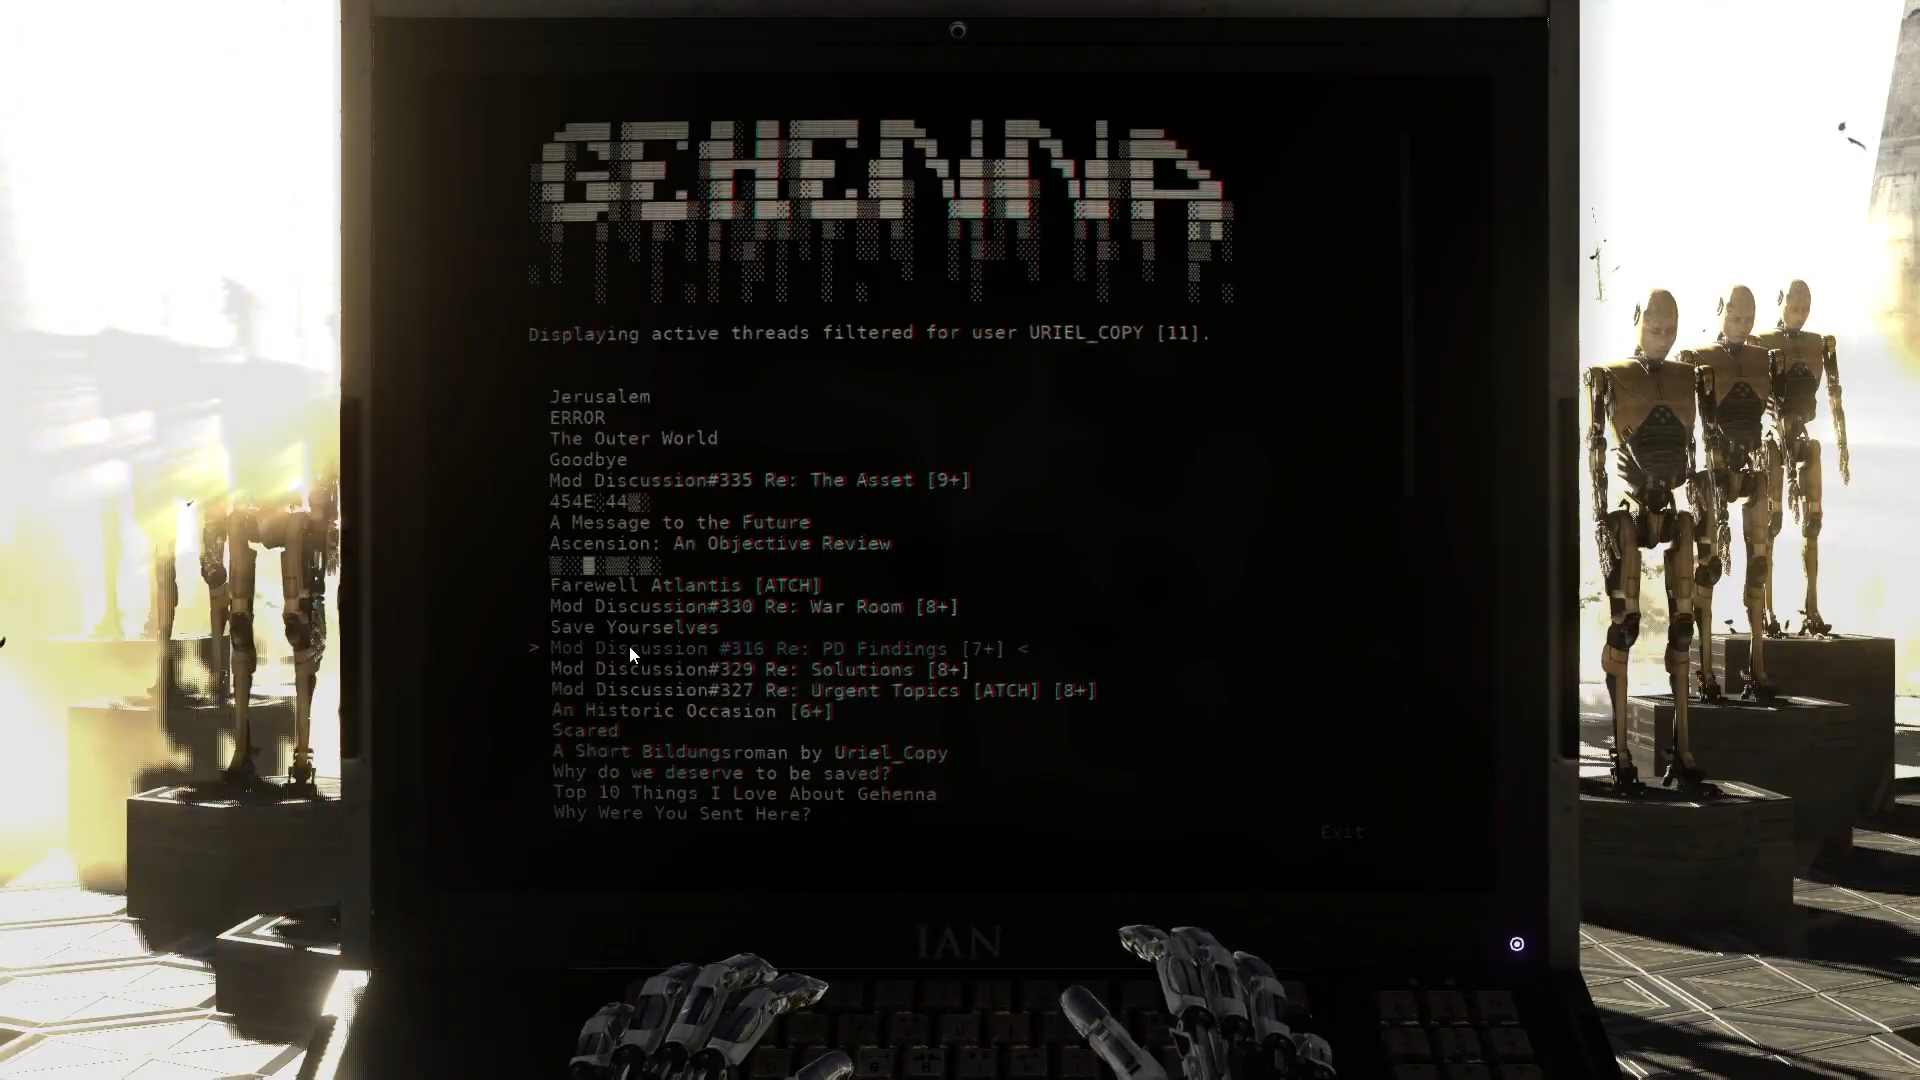 GEHENNA
Displaying active threads filtered for user URIEL_COPY [11].
Jerusalem
ERROR
The Outer World
Goodbye
Mod Discussion#335 Re: The Asset [9+]
454E░44▒░
A Message to the Future
Ascension: An Objective Review
Farewell Atlantis [ATCH]
Mod Discussion#330 Re: War Room [8+]
Save Yourselves
> Mod Discussion #316 Re: PD Findings [7+] <
Mod Discussion#329 Re: Solutions [8+]
Mod Discussion#327 Re: Urgent Topics [ATCH] [8+]
An Historic Occasion [6+]
Scared
A Short Bildungsroman by Uriel_Copy
Why do we deserve to be saved?
Top 10 Things I Love About Gehenna
Why Were You Sent Here?
Exit
IAN